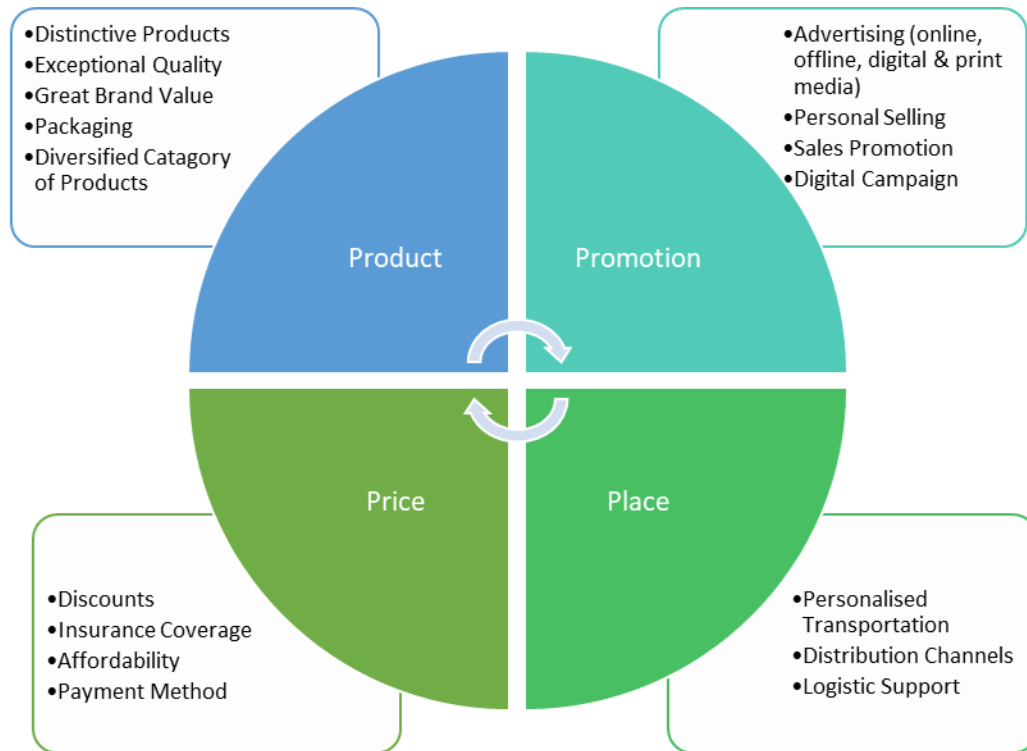 •Distinctive Products
•Exceptional Quality
•Great Brand Value
•Packaging
•Diversified Catagory
of Products
•Advertising (online,
offline, digital & print
media)
•Personal Selling
•Sales Promotion
•Digital Campaign
Product
Promotion
Price
Place
•Discounts
•Insurance Coverage
•Affordability
•Payment Method
•Personalised
Transportation
•Distribution Channels
•Logistic Support